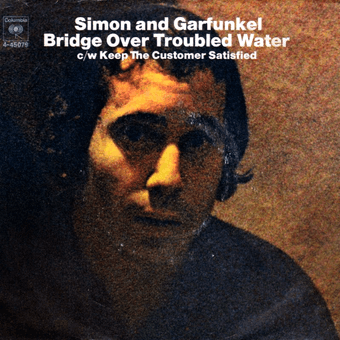 Columbia
4-45079
Simon and Garfunkel
Bridge Over Troubled Water
c/w Keep The Customer Satisfied